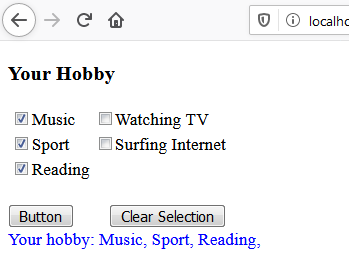 localho
Your Hobby
Music Watching TV
Sport Surfing Internet
Reading
Button Clear Selection
Your hobby: Music, Sport, Reading,